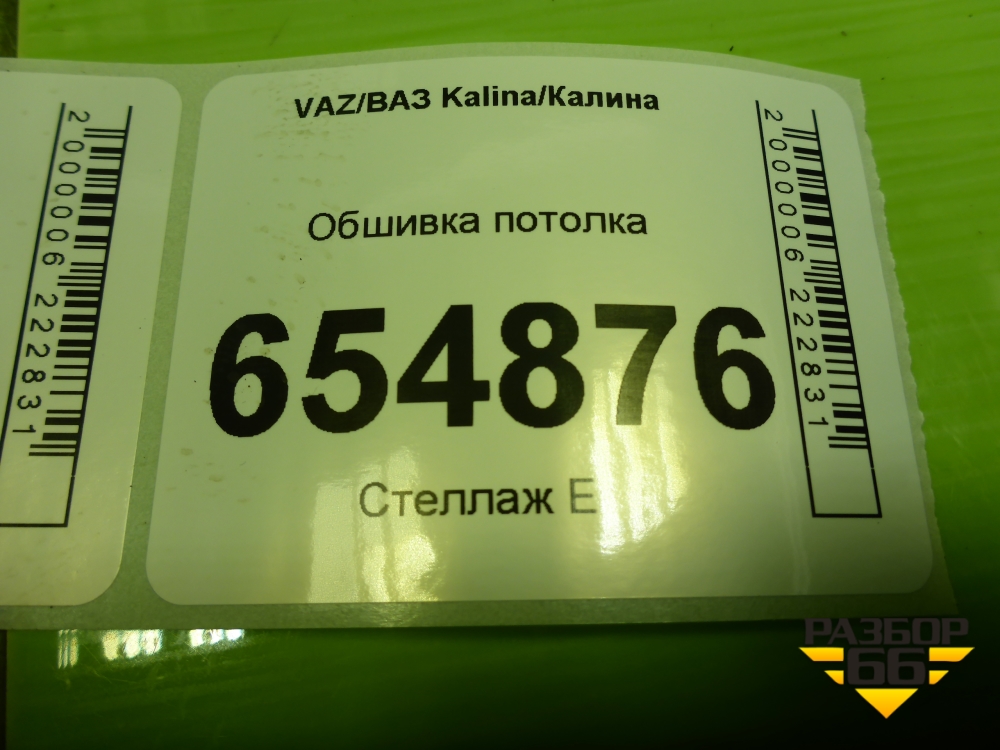 2000006222831
VAZ/ВАЗ Kalina/Калина
Обшивка потолка
654876
Стеллаж Е
2000006222831
РАЗБОР
66